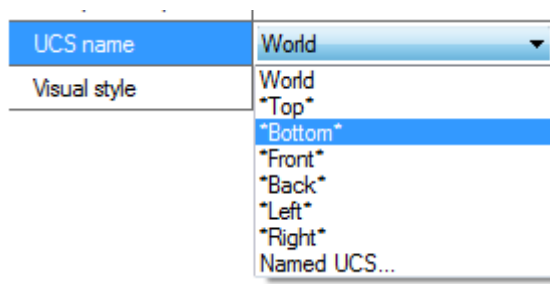 UCS name World
Visual style World
*Top*
*Bottom*
*Front*
*Back*
*Left*
*Right*
Named UCS...